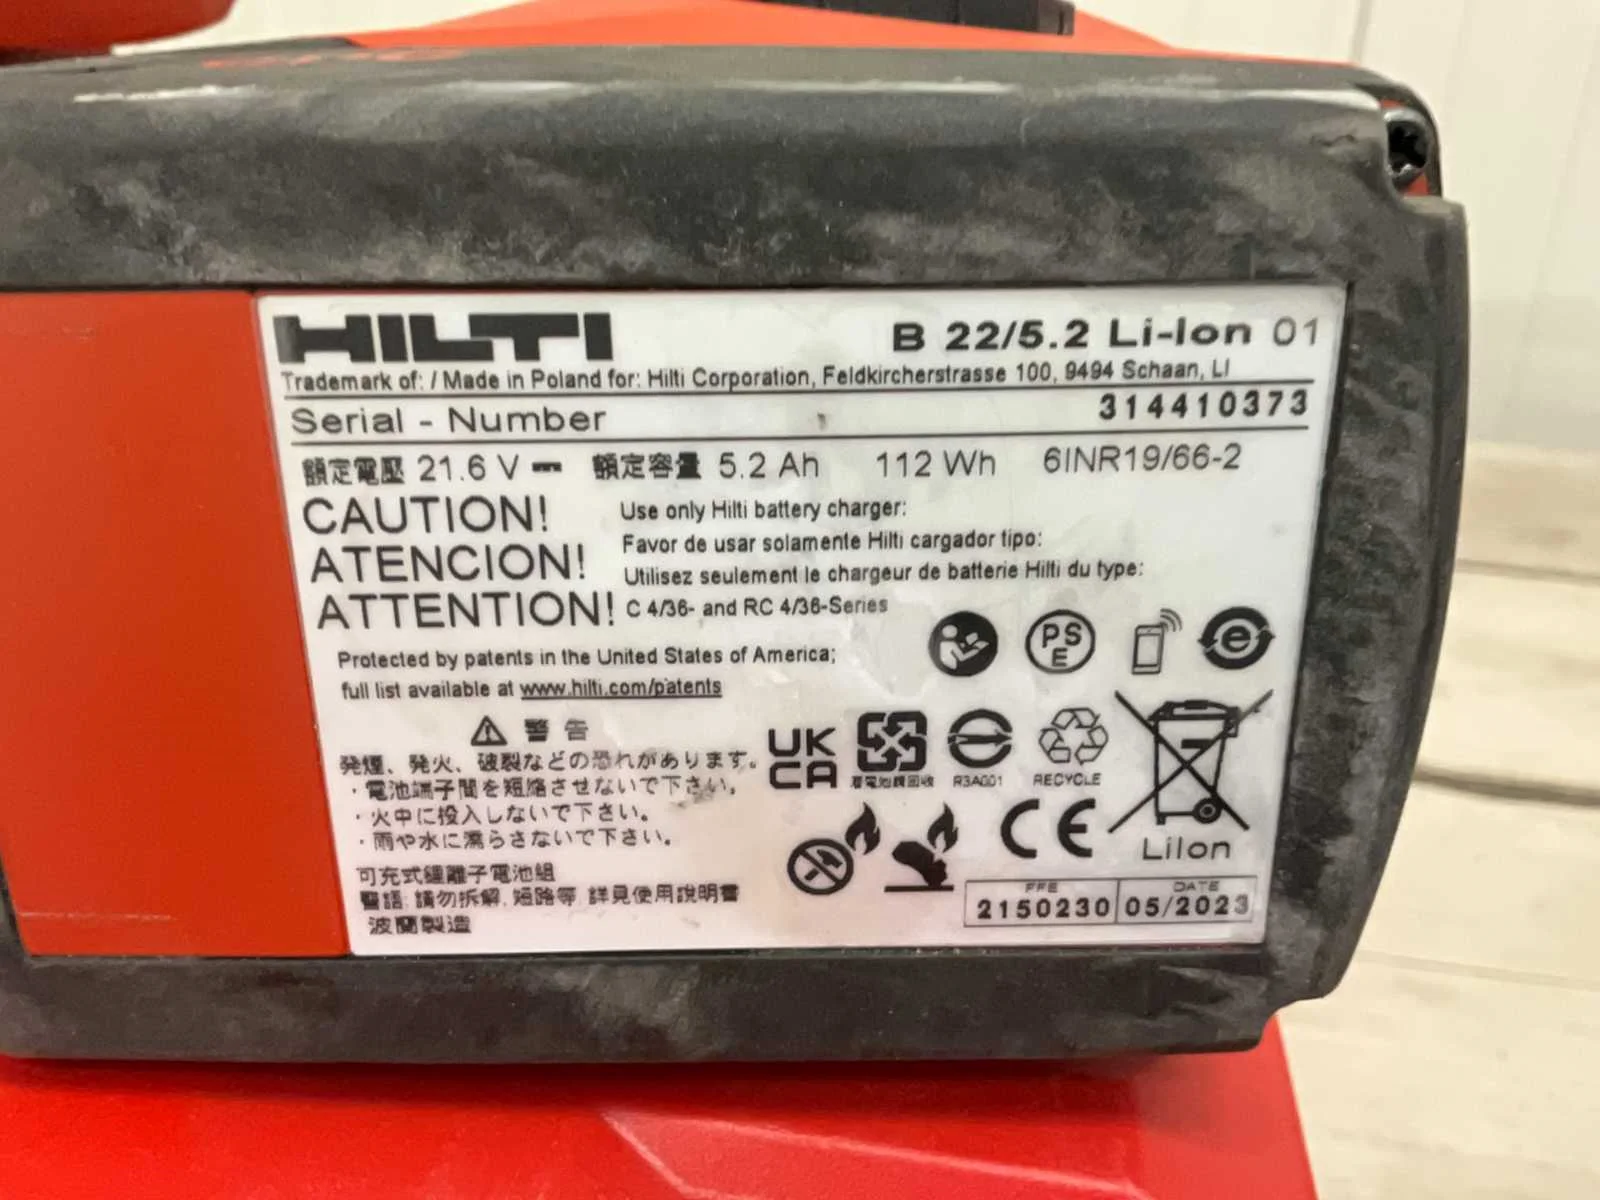 HILTI
B 22/5.2 Li-Ion 01
Trademark of: / Made in Poland for: Hilti Corporation, Feldkircherstrasse 100, 9494 Schaan, LI
Serial - Number 314410373
額定電壓 21.6 V 額定容量 5.2 Ah 112 Wh 6INR19/66-2
CAUTION!
ATENCION!
ATTENTION!
Use only Hilti battery charger:
Favor de usar solamente Hilti cargador tipo:
Utilisez seulement le chargeur de batterie Hilti du type:
C 4/36- and RC 4/36-Series
Protected by patents in the United States of America;
full list available at www.hilti.com/patents
PS
E
e
警告
発煙、発火、破裂などの恐れがあります。
・電池端子間を短絡させないで下さい。
・火中に投入しないで下さい。
・雨や水に濡らさないで下さい。
可充式鋰離子電池組
警語: 請勿拆解, 短路等, 詳見使用說明書
波蘭製造
UK
CA
廢電池請回收
R3A001
RECYCLE
CE
LiIon
FFE DATE
2150230 05/2023